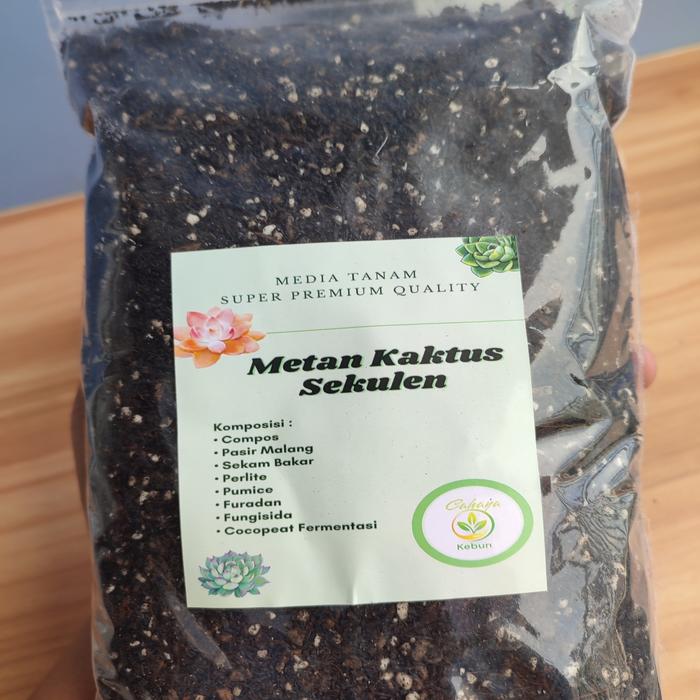 MEDIA TANAM
SUPER PREMIUM QUALITY
Metan Kaktus
Sekulen
Komposisi :
• Compos
• Pasir Malang
• Sekam Bakar
• Perlite
• Pumice
• Furadan
• Fungisida
• Cocopeat Fermentasi
Cahaya
Kebun